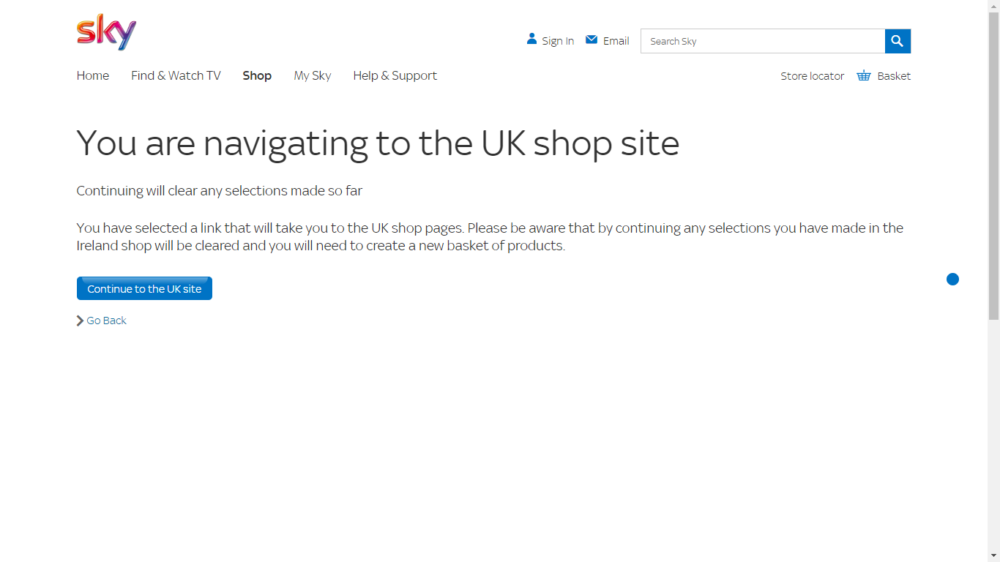 sky
Sign In Email Search Sky
Home Find & Watch TV Shop My Sky Help & Support Store locator Basket
You are navigating to the UK shop site
Continuing will clear any selections made so far
You have selected a link that will take you to the UK shop pages. Please be aware that by continuing any selections you have made in the
Ireland shop will be cleared and you will need to create a new basket of products.
Continue to the UK site
Go Back